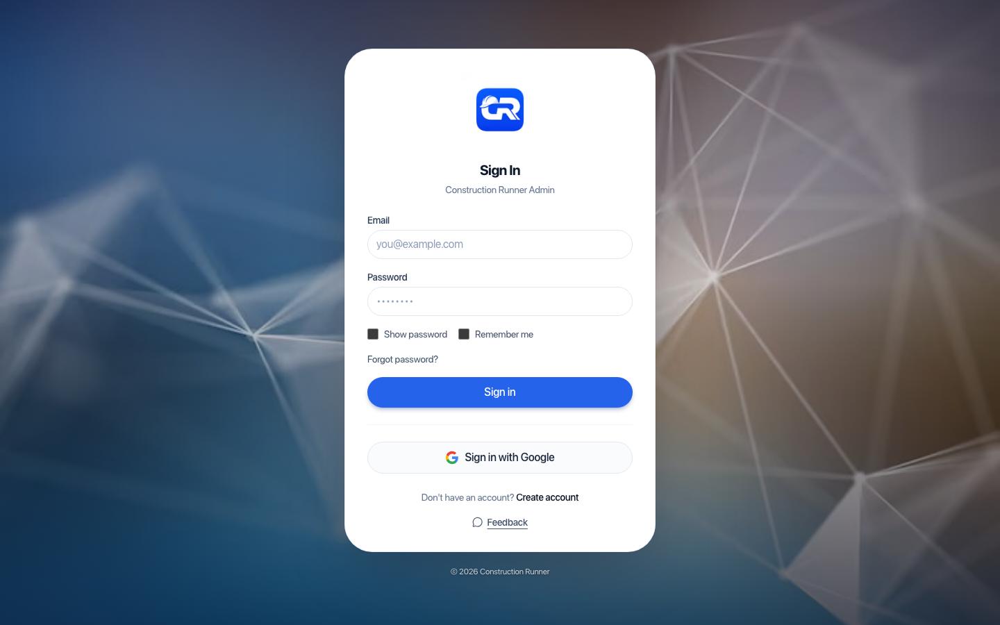 GR
Sign In
Construction Runner Admin
Email
you@example.com
Password
••••••••
Show password Remember me
Forgot password?
Sign in
Sign in with Google
Don't have an account? Create account
Feedback
© 2026 Construction Runner